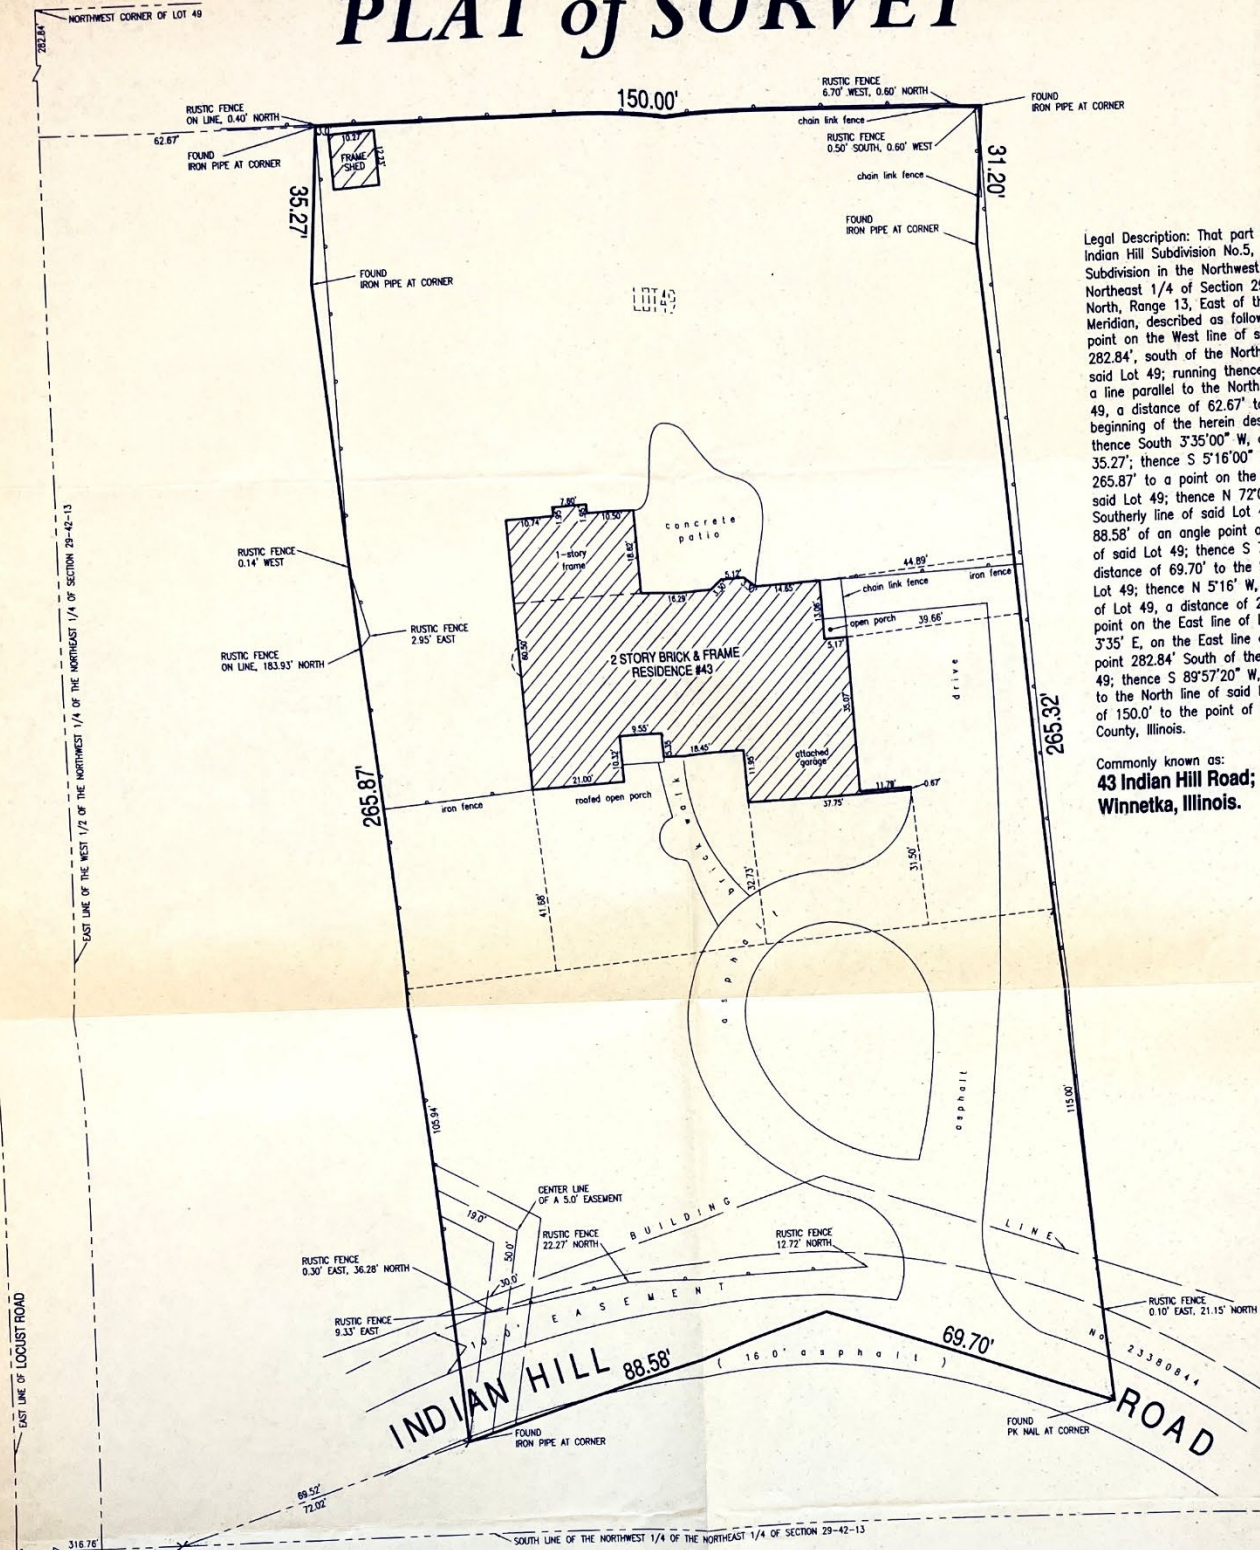 PLAT of SURVEY
NORTHWEST CORNER OF LOT 49
282.84'
RUSTIC FENCE
ON LINE, 0.40' NORTH
62.67'
FOUND
IRON PIPE AT CORNER
150.00'
RUSTIC FENCE
6.70' WEST, 0.60' NORTH
chain link fence
RUSTIC FENCE
0.50' SOUTH, 0.60' WEST
chain link fence
FOUND
IRON PIPE AT CORNER
10.27'
FRAME
SHED
35.27'
31.20'
FOUND
IRON PIPE AT CORNER
FOUND
IRON PIPE AT CORNER
LOT 49
Legal Description: That part
Indian Hill Subdivision No.5,
Subdivision in the Northwest
Northeast 1/4 of Section 29
North, Range 13, East of th
Meridian, described as follow
point on the West line of s
282.84', south of the North
said Lot 49; running thence
a line parallel to the North
49, a distance of 62.67' to
beginning of the herein des
thence South 3°35'00" W,
35.27'; thence S 5°16'00"
265.87' to a point on the
said Lot 49; thence N 72°0
Southerly line of said Lot
88.58' of an angle point o
of said Lot 49; thence S
distance of 69.70' to the
Lot 49; thence N 5°16' W,
of Lot 49, a distance of 2
point on the East line of
3°35' E, on the East line
point 282.84' South of the
49; thence S 89°57'20" W,
to the North line of said
of 150.0' to the point of
County, Illinois.
Commonly known as:
43 Indian Hill Road;
Winnetka, Illinois.
EAST LINE OF THE WEST 1/2 OF THE NORTHWEST 1/4 OF THE NORTHEAST 1/4 OF SECTION 29-42-13
RUSTIC FENCE
0.14' WEST
RUSTIC FENCE
2.95' EAST
RUSTIC FENCE
ON LINE, 183.93' NORTH
10.74'
7.80'
10.50'
1-story
frame
18.62'
concrete
patio
16.29'
5.12'
14.65'
44.89'
chain link fence
iron fence
open porch
39.66'
5.17'
60.50'
2 STORY BRICK & FRAME
RESIDENCE #43
35.07'
drive
9.55'
10.32'
18.45'
11.95'
attached
garage
21.00'
roofed open porch
37.75'
11.78'
0.67'
265.87'
iron fence
265.32'
brick walk
41.68'
32.73'
31.50'
asphalt
asphalt
105.94'
115.00'
CENTER LINE
OF A 5.0' EASEMENT
19.0'
50.0'
30.0'
RUSTIC FENCE
22.27' NORTH
BUILDING LINE
RUSTIC FENCE
12.72' NORTH
RUSTIC FENCE
0.30' EAST, 36.28' NORTH
RUSTIC FENCE
9.33' EAST
10.0' EASEMENT
No. 23380844
RUSTIC FENCE
0.10' EAST, 21.15' NORTH
INDIAN HILL ROAD
88.58'
(16.0' asphalt)
69.70'
FOUND
IRON PIPE AT CORNER
FOUND
PK NAIL AT CORNER
69.52'
72.02'
EAST LINE OF LOCUST ROAD
316.76'
SOUTH LINE OF THE NORTHWEST 1/4 OF THE NORTHEAST 1/4 OF SECTION 29-42-13